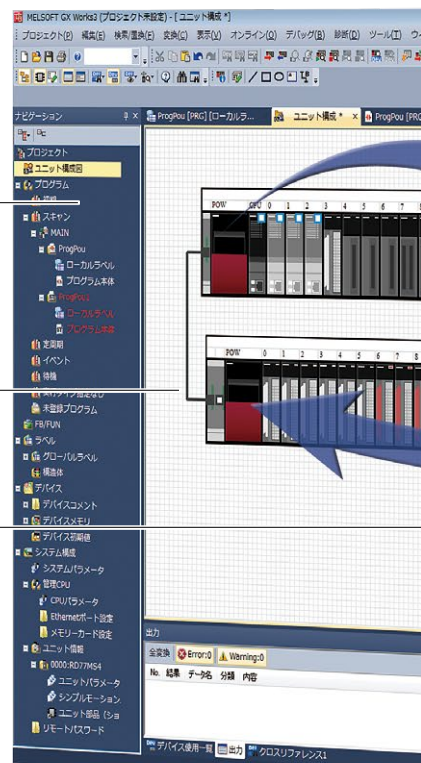 MELSOFT GX Works3 (プロジェクト未設定) - [ユニット構成 *]
プロジェクト(P) 編集(E) 検索/置換(F) 変換(C) 表示(V) オンライン(O) デバッグ(B) 診断(D) ツール(T) ウ
ナビゲーション
ProgPou [PRG] [ローカルラ... ユニット構成 * × ProgPou [PRG
プロジェクト
ユニット構成図
プログラム
スキャン
MAIN
ProgPou
ローカルラベル
プログラム本体
ProgPou1
ローカルラベル
プログラム本体
定周期
イベント
待機
実行タイプ指定なし
未登録プログラム
FB/FUN
ラベル
グローバルラベル
構造体
デバイス
デバイスコメント
デバイスメモリ
デバイス初期値
システム構成
システムパラメータ
管理CPU
CPUパラメータ
Ethernetポート設定
メモリーカード設定
ユニット情報
0000:RD77MS4
ユニットパラメータ
シンプルモーション
ユニット部品 (ショ
リモートパスワード
POW CPU 0 1 2 3 4 5 6 7 8
POW 0 1 2 3 4 5 6 7 8
出力
全変換 Error:0 Warning:0
No. 結果 データ名 分類 内容
デバイス使用一覧 出力 クロスリファレンス1